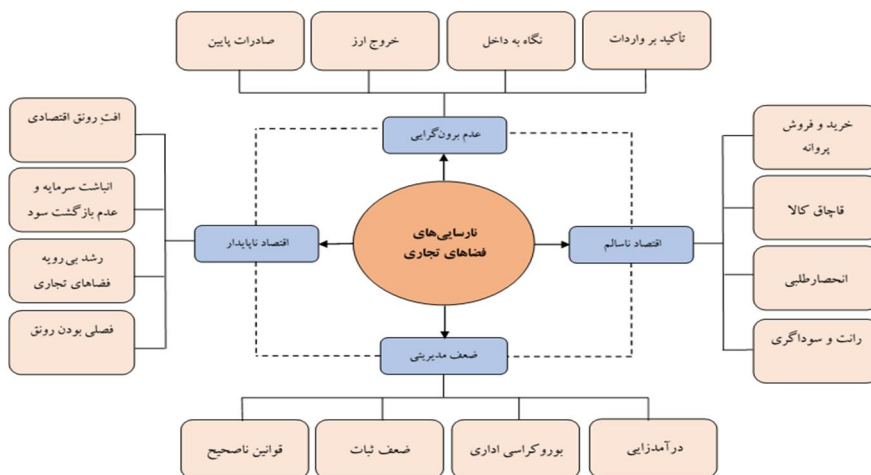 تأکید بر واردات
نگاه به داخل
خروج ارز
صادرات پایین
عدم برون‌گرایی
خرید و فروش
پروانه
قاچاق کالا
انحصارطلبی
رانت و سوداگری
اقتصاد ناسالم
نارسایی‌های
فضاهای تجاری
اقتصاد ناپایدار
افتِ رونق اقتصادی
انباشت سرمایه و
عدم بازگشت سود
رشد بی‌رویه
فضاهای تجاری
فصلی بودن رونق
ضعف مدیریتی
درآمدزایی
بوروکراسی اداری
ضعف ثبات
قوانین ناصحیح